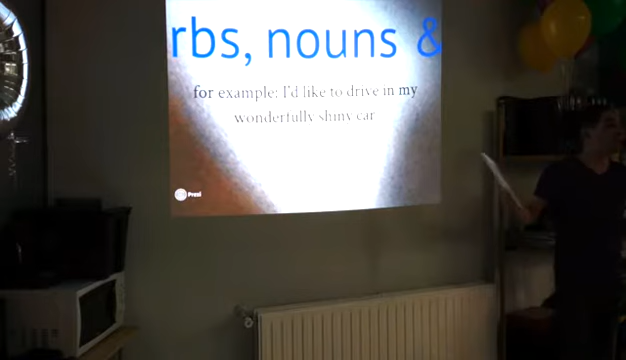 rbs, nouns &
for example: I'd like to drive in my
wonderfully shiny car
Prezi